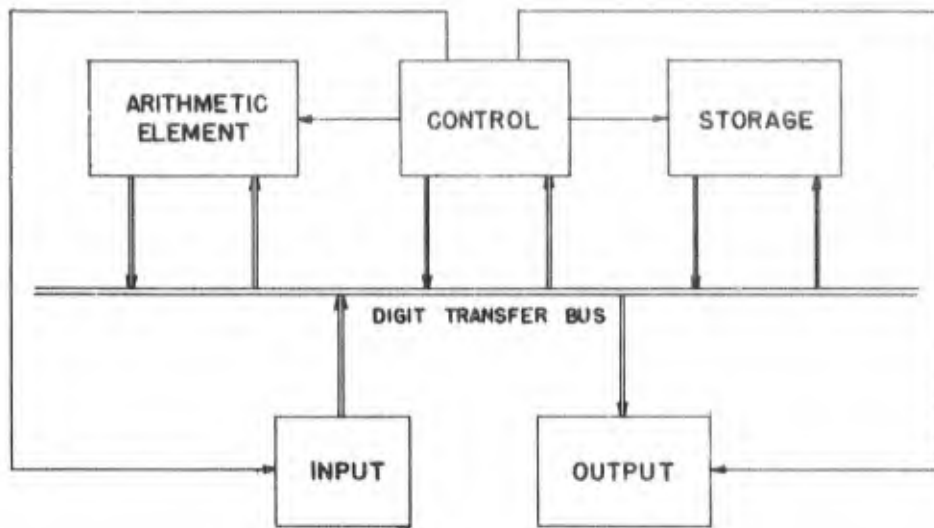 ARITHMETIC
ELEMENT
CONTROL
STORAGE
DIGIT TRANSFER BUS
INPUT
OUTPUT